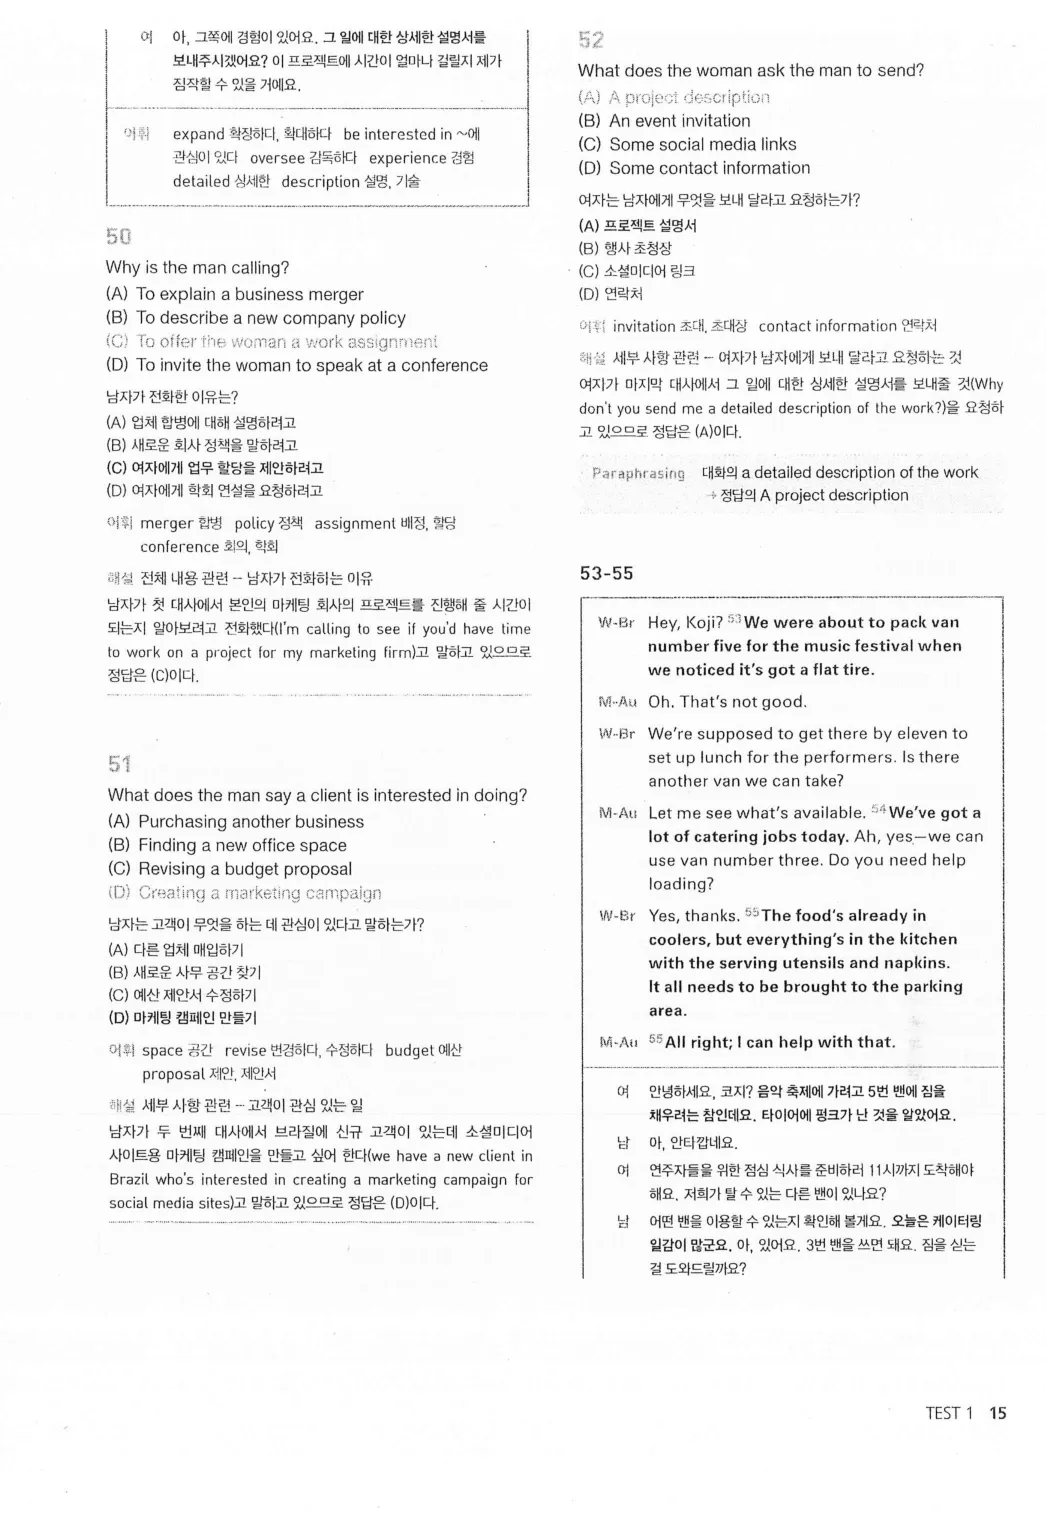 여 아, 그쪽에 경험이 있어요. 그 일에 대한 상세한 설명서를
보내주시겠어요? 이 프로젝트에 시간이 얼마나 걸릴지 제가
짐작할 수 있을 거예요.
어휘 expand 확장하다, 확대하다 be interested in ~에
관심이 있다 oversee 감독하다 experience 경험
detailed 상세한 description 설명, 기술
50
Why is the man calling?
(A) To explain a business merger
(B) To describe a new company policy
(C) To offer the woman a work assignment
(D) To invite the woman to speak at a conference
남자가 전화한 이유는?
(A) 업체 합병에 대해 설명하려고
(B) 새로운 회사 정책을 말하려고
(C) 여자에게 업무 할당을 제안하려고
(D) 여자에게 학회 연설을 요청하려고
어휘 merger 합병 policy 정책 assignment 배정, 할당
conference 회의, 학회
해설 전체 내용 관련 – 남자가 전화하는 이유
남자가 첫 대사에서 본인의 마케팅 회사의 프로젝트를 진행해 줄 시간이
되는지 알아보려고 전화했다(I'm calling to see if you'd have time
to work on a project for my marketing firm)고 말하고 있으므로
정답은 (C)이다.
51
What does the man say a client is interested in doing?
(A) Purchasing another business
(B) Finding a new office space
(C) Revising a budget proposal
(D) Creating a marketing campaign
남자는 고객이 무엇을 하는 데 관심이 있다고 말하는가?
(A) 다른 업체 매입하기
(B) 새로운 사무 공간 찾기
(C) 예산 제안서 수정하기
(D) 마케팅 캠페인 만들기
어휘 space 공간 revise 변경하다, 수정하다 budget 예산
proposal 제안, 제안서
해설 세부 사항 관련 – 고객이 관심 있는 일
남자가 두 번째 대사에서 브라질에 신규 고객이 있는데 소셜미디어
사이트용 마케팅 캠페인을 만들고 싶어 한다(we have a new client in
Brazil who's interested in creating a marketing campaign for
social media sites)고 말하고 있으므로 정답은 (D)이다.
52
What does the woman ask the man to send?
(A) A project description
(B) An event invitation
(C) Some social media links
(D) Some contact information
여자는 남자에게 무엇을 보내 달라고 요청하는가?
(A) 프로젝트 설명서
(B) 행사 초청장
(C) 소셜미디어 링크
(D) 연락처
어휘 invitation 초대, 초대장 contact information 연락처
해설 세부 사항 관련 – 여자가 남자에게 보내 달라고 요청하는 것
여자가 마지막 대사에서 그 일에 대한 상세한 설명서를 보내줄 것(Why
don't you send me a detailed description of the work?)을 요청하
고 있으므로 정답은 (A)이다.
Paraphrasing 대화의 a detailed description of the work
→ 정답의 A project description
53-55
W-Br Hey, Koji? 53 We were about to pack van
number five for the music festival when
we noticed it's got a flat tire.
M-Au Oh. That's not good.
W-Br We're supposed to get there by eleven to
set up lunch for the performers. Is there
another van we can take?
M-Au Let me see what's available. 54 We've got a
lot of catering jobs today. Ah, yes—we can
use van number three. Do you need help
loading?
W-Br Yes, thanks. 55 The food's already in
coolers, but everything's in the kitchen
with the serving utensils and napkins.
It all needs to be brought to the parking
area.
M-Au 55 All right; I can help with that.
여 안녕하세요, 코지? 음악 축제에 가려고 5번 밴에 짐을
채우려는 참인데요. 타이어에 펑크가 난 것을 알았어요.
남 아, 안타깝네요.
여 연주자들을 위한 점심 식사를 준비하러 11시까지 도착해야
해요. 저희가 탈 수 있는 다른 밴이 있나요?
남 어떤 밴을 이용할 수 있는지 확인해 볼게요. 오늘은 케이터링
일감이 많군요. 아, 있어요. 3번 밴을 쓰면 돼요. 짐을 싣는
걸 도와드릴까요?
TEST 1 15